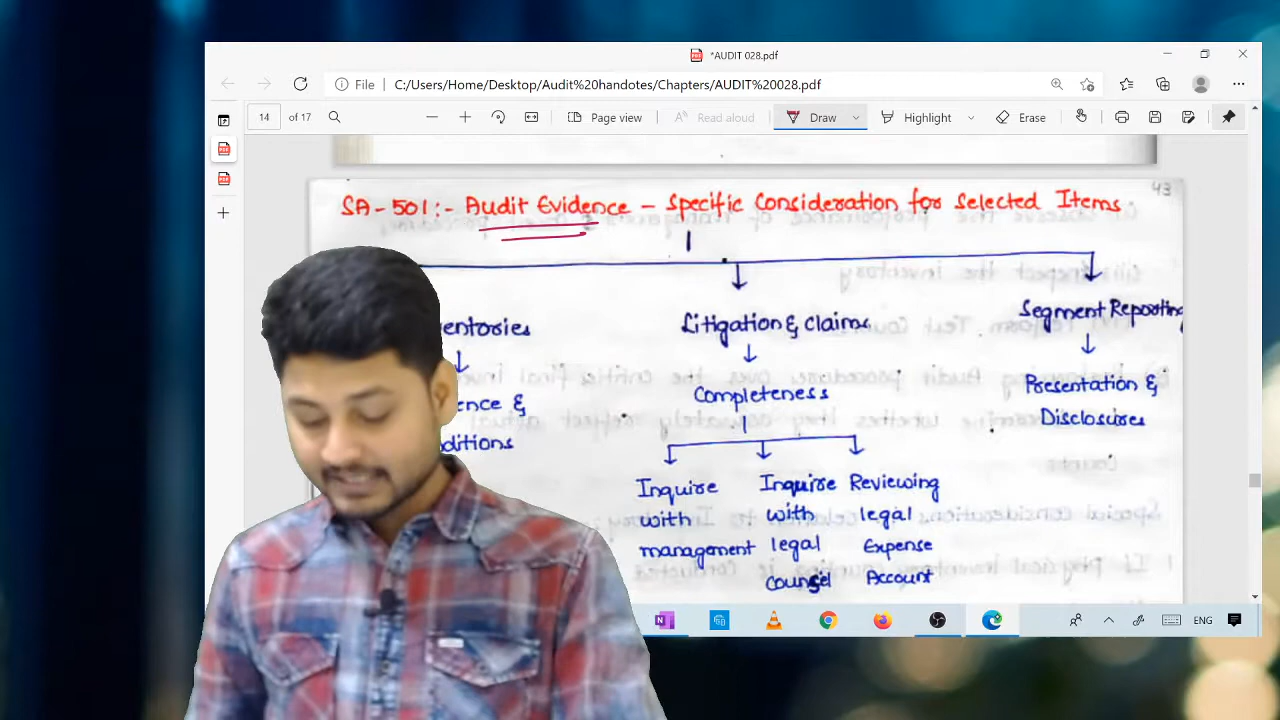 *AUDIT 028.pdf
File C:/Users/Home/Desktop/Audit%20handotes/Chapters/AUDIT%20028.pdf
14 of 17 Page view Read aloud Draw Highlight Erase
43
SA-501:- Audit Evidence - Specific Consideration for Selected Items
entories
Litigation & Claims
Segment Reporting
ence &
ditions
Completeness
Presentation &
Disclosures
Inquire
with
management
Inquire
with
legal
Counsel
Reviewing
legal
Expense
Account
ENG